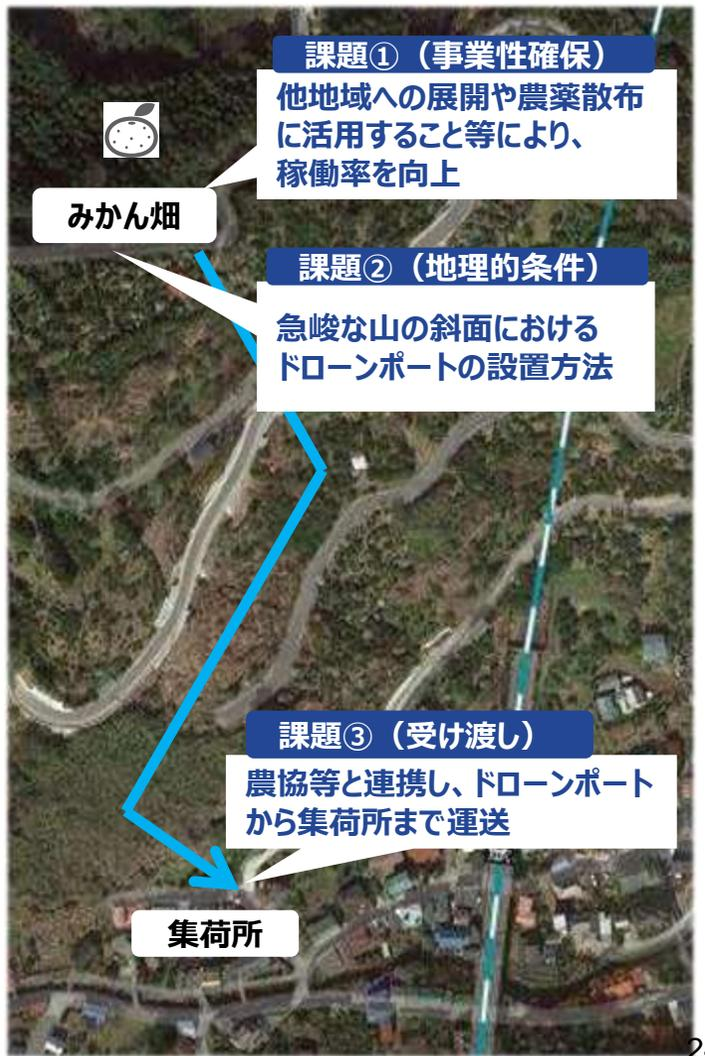 課題①（事業性確保）
他地域への展開や農薬散布
に活用すること等により、
稼働率を向上
みかん畑
課題②（地理的条件）
急峻な山の斜面における
ドローンポートの設置方法
課題③（受け渡し）
農協等と連携し、ドローンポート
から集荷所まで運送
集荷所